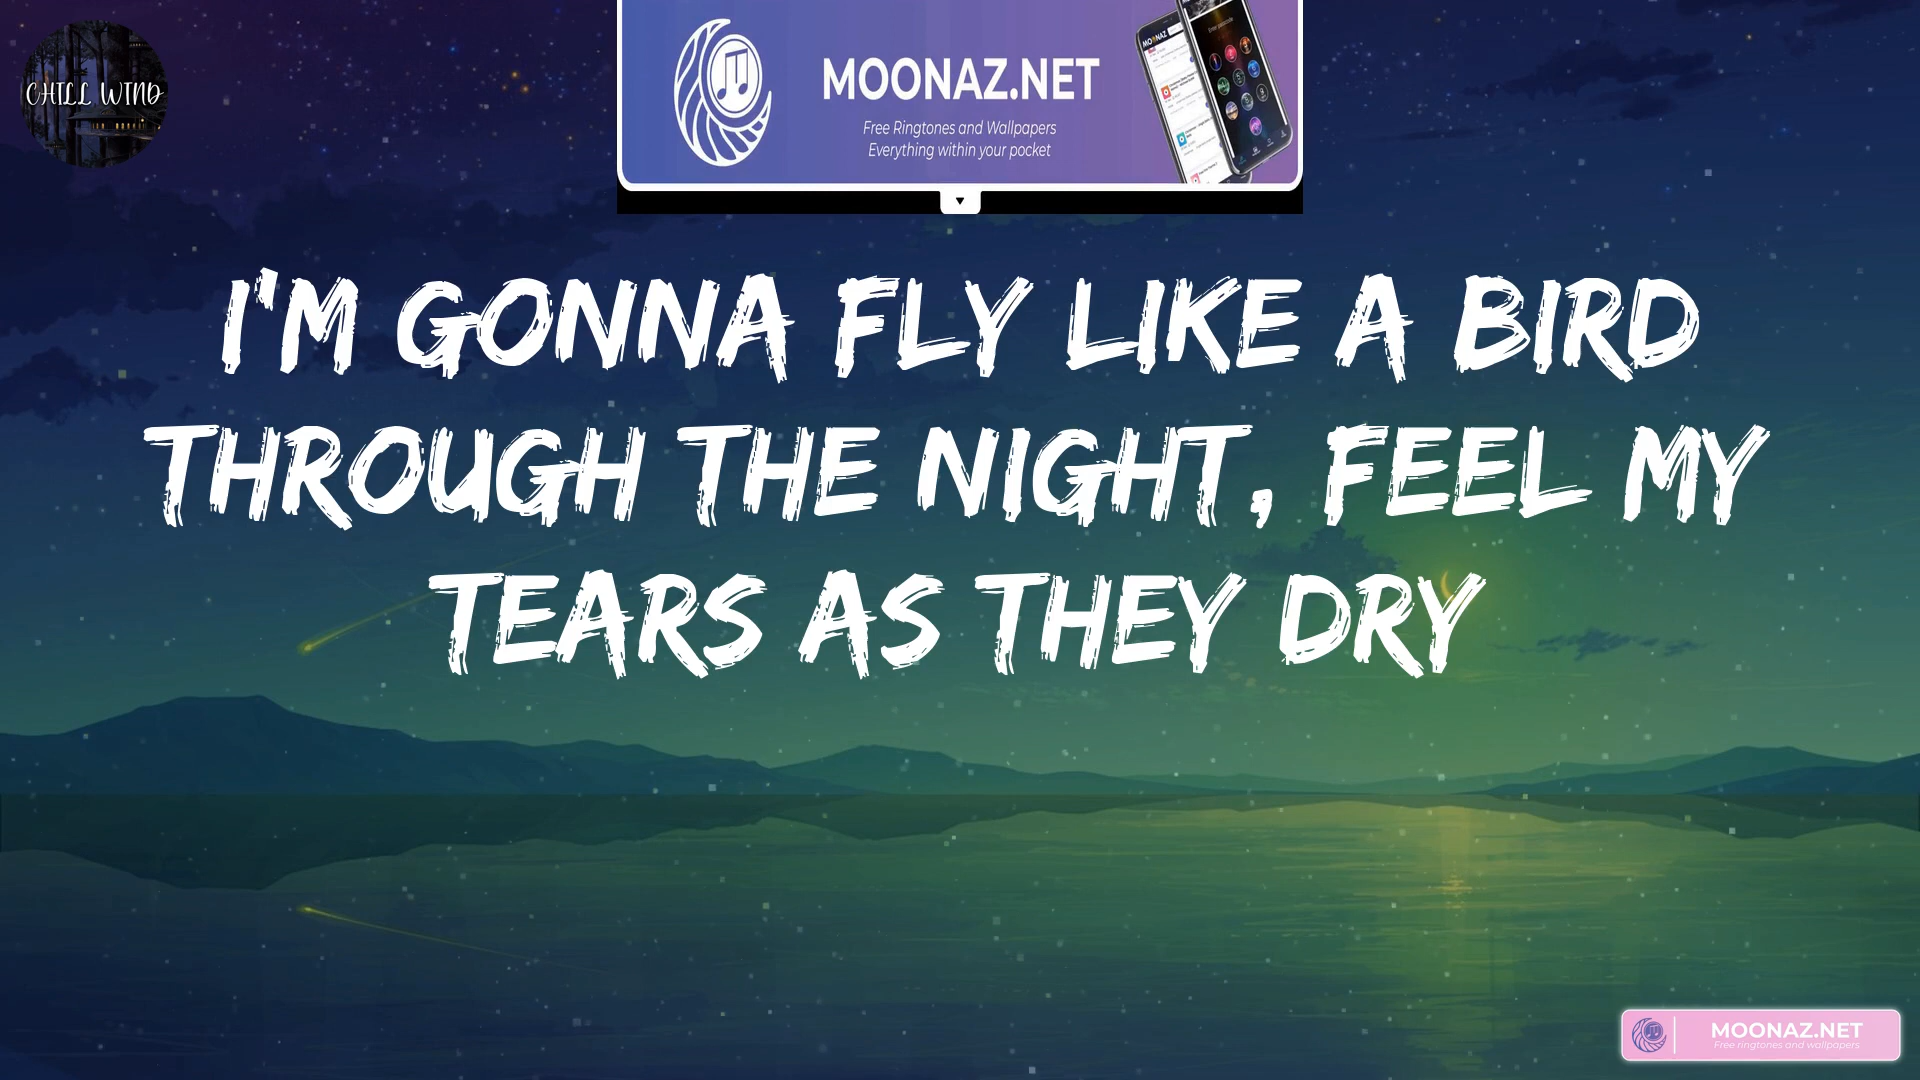 CHILL WIND
MOONAZ.NET
Free Ringtones and Wallpapers
Everything within your pocket
I'M GONNA FLY LIKE A BIRD
THROUGH THE NIGHT, FEEL MY
TEARS AS THEY DRY
MOONAZ.NET
Free ringtones and wallpapers